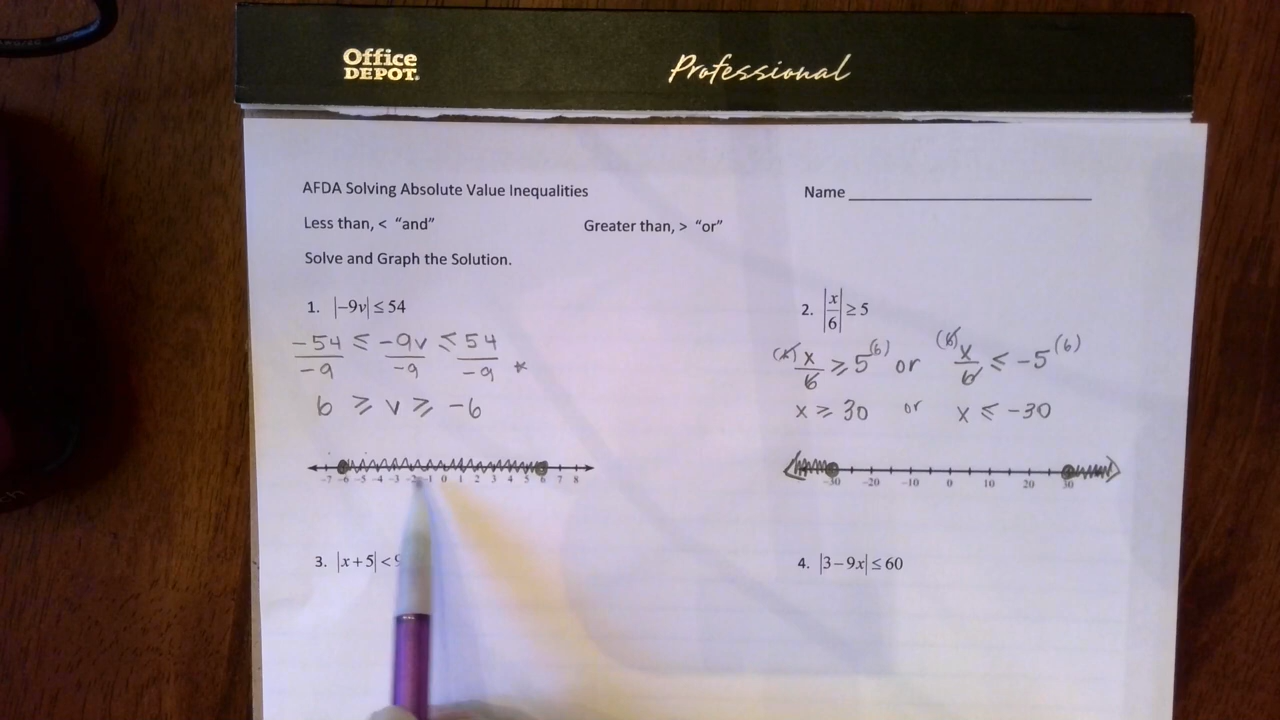 Office
DEPOT.
Professional
AFDA Solving Absolute Value Inequalities
Name
Less than, < “and”
Greater than, > “or”
Solve and Graph the Solution.
1. |−9v| ≤ 54
-54 ≤ -9v ≤ 54
-9 -9 -9 *
6 ≥ v ≥ -6
-7 -6 -5 -4 -3 -2 -1 0 1 2 3 4 5 6 7 8
2. |x/6| ≥ 5
(6) x/6 ≥ 5 (6) or (6) x/6 ≤ -5 (6)
x ≥ 30 or x ≤ -30
-30 -20 -10 0 10 20 30
3. |x + 5| <
4. |3 − 9x| ≤ 60